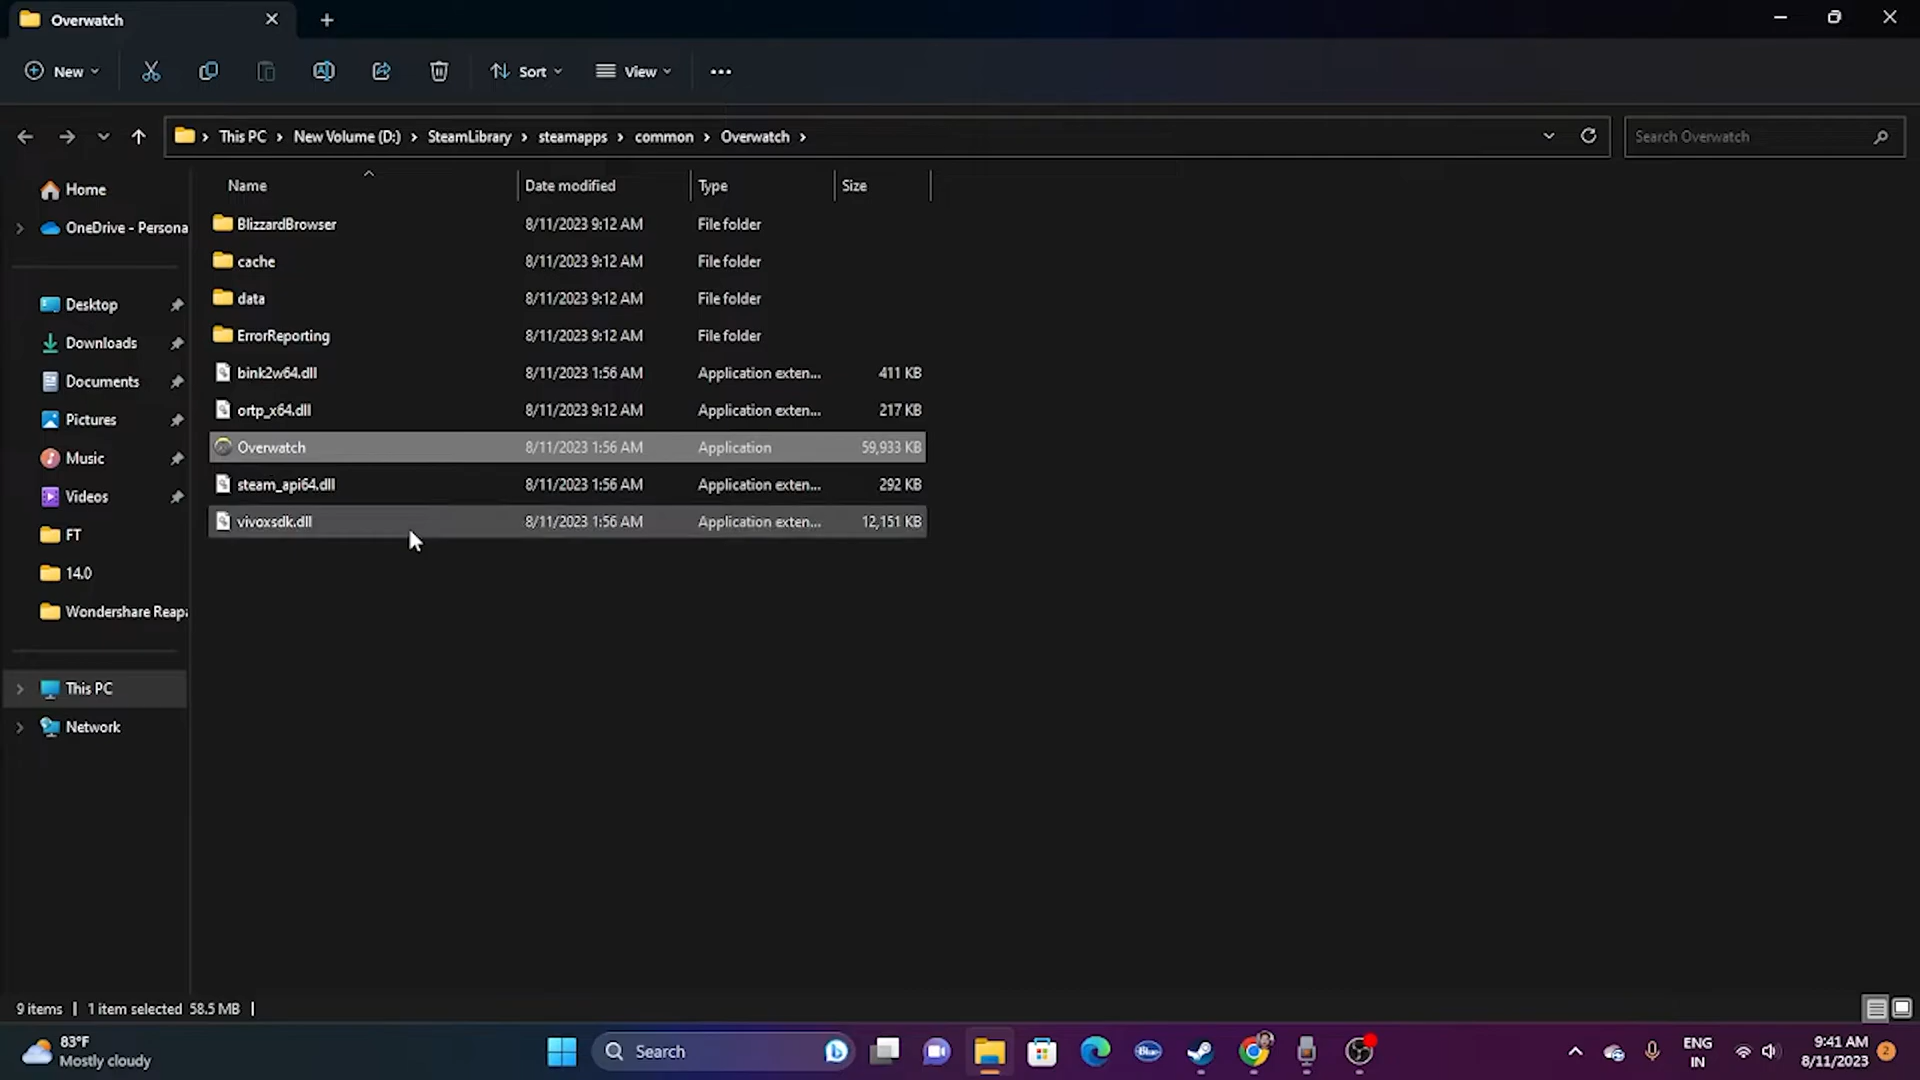 Overwatch
New
Sort
View
This PC
New Volume (D:)
SteamLibrary
steamapps
common
Overwatch
Search Overwatch
Name
Date modified
Type
Size
Home
OneDrive - Persona
Desktop
Downloads
Documents
Pictures
Music
Videos
FT
14.0
Wondershare Reapa
This PC
Network
BlizzardBrowser 8/11/2023 9:12 AM File folder
cache 8/11/2023 9:12 AM File folder
data 8/11/2023 9:12 AM File folder
ErrorReporting 8/11/2023 9:12 AM File folder
bink2w64.dll 8/11/2023 1:56 AM Application exten... 411 KB
ortp_x64.dll 8/11/2023 9:12 AM Application exten... 217 KB
Overwatch 8/11/2023 1:56 AM Application 59,933 KB
steam_api64.dll 8/11/2023 1:56 AM Application exten... 292 KB
vivoxsdk.dll 8/11/2023 1:56 AM Application exten... 12,151 KB
9 items 1 item selected 58.5 MB
83°F
Mostly cloudy
Search
Blue
ENG
IN
9:41 AM
8/11/2023
2